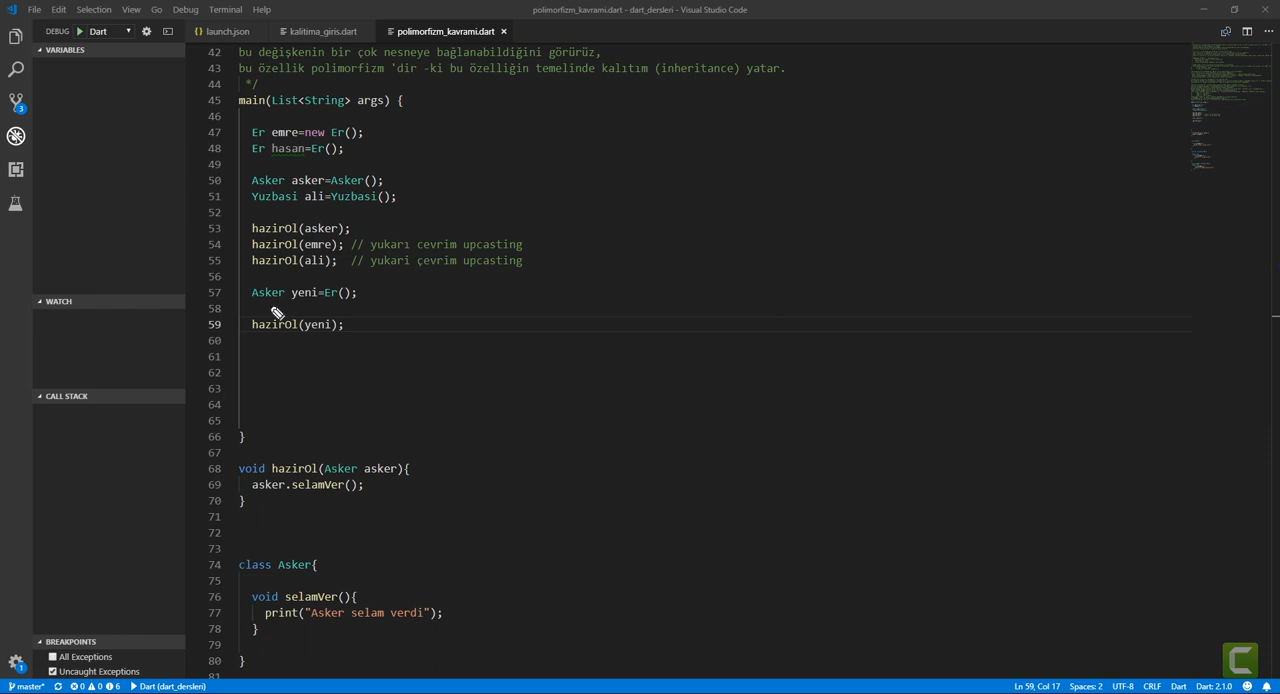 File Edit Selection View Go Debug Terminal Help
polimorfizm_kavrami.dart - dart_dersleri - Visual Studio Code
DEBUG Dart
launch.json kalitima_giris.dart polimorfizm_kavrami.dart
VARIABLES
WATCH
CALL STACK
BREAKPOINTS
All Exceptions
Uncaught Exceptions
3
1
42 bu değişkenin bir çok nesneye bağlanabildiğini görürüz,
43 bu özellik polimorfizm 'dir -ki bu özelliğin temelinde kalıtım (inheritance) yatar.
44 */
45 main(List<String> args) {
46
47 Er emre=new Er();
48 Er hasan=Er();
49
50 Asker asker=Asker();
51 Yuzbasi ali=Yuzbasi();
52
53 hazirOl(asker);
54 hazirOl(emre); // yukarı cevrim upcasting
55 hazirOl(ali); // yukari çevrim upcasting
56
57 Asker yeni=Er();
58
59 hazirOl(yeni);
60
61
62
63
64
65
66 }
67
68 void hazirOl(Asker asker){
69 asker.selamVer();
70 }
71
72
73
74 class Asker{
75
76 void selamVer(){
77 print("Asker selam verdi");
78 }
79
80 }
81
master* 0 0 6 Dart (dart_dersleri)
Ln 59, Col 17 Spaces: 2 UTF-8 CRLF Dart Dart: 2.1.0